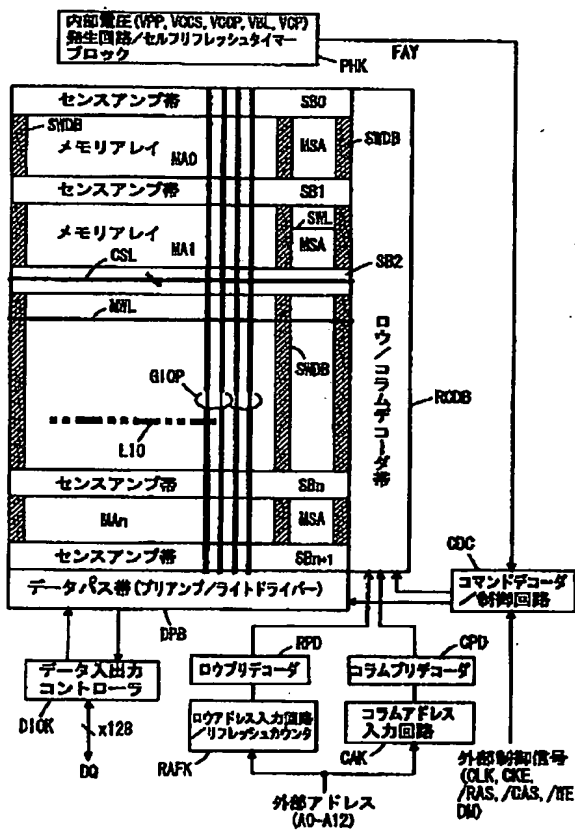 内部電圧(VPP, VCCS, VCCP, VBL, VCP)
発生回路/セルフリフレッシュタイマー
ブロック
PHK
FAY
センスアンプ帯
SB0
SWDB
メモリアレイ
MA0
MSA
SWDB
センスアンプ帯
SB1
メモリアレイ
MA1
SWL
MSA
CSL
SB2
MWL
GIOP
SWDB
LIO
ロウ/コラムデコーダ帯
RCDB
センスアンプ帯
SBn
MAn
MSA
センスアンプ帯
SBn+1
データパス帯(プリアンプ/ライトドライバー)
DPB
CDC
コマンドデコーダ
/制御回路
RPD
ロウプリデコーダ
CPD
コラムプリデコーダ
データ入出力
コントローラ
DIOK
x128
DQ
ロウアドレス入力回路
/リフレッシュカウンタ
RAFK
コラムアドレス
入力回路
CAK
外部アドレス
(A0-A12)
外部制御信号
(CLK, CKE,
/RAS, /CAS, /WE
DM)